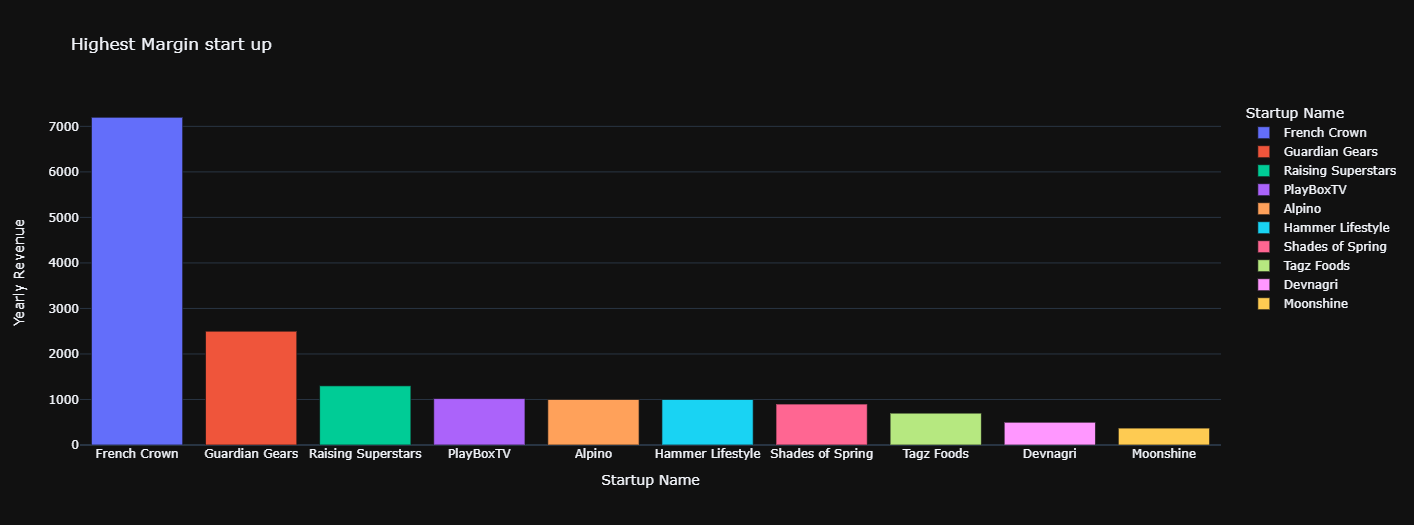 Highest Margin start up
7000
6000
5000
4000
3000
2000
1000
0
Yearly Revenue
French Crown
Guardian Gears
Raising Superstars
PlayBoxTV
Alpino
Hammer Lifestyle
Shades of Spring
Tagz Foods
Devnagri
Moonshine
Startup Name
Startup Name
French Crown
Guardian Gears
Raising Superstars
PlayBoxTV
Alpino
Hammer Lifestyle
Shades of Spring
Tagz Foods
Devnagri
Moonshine